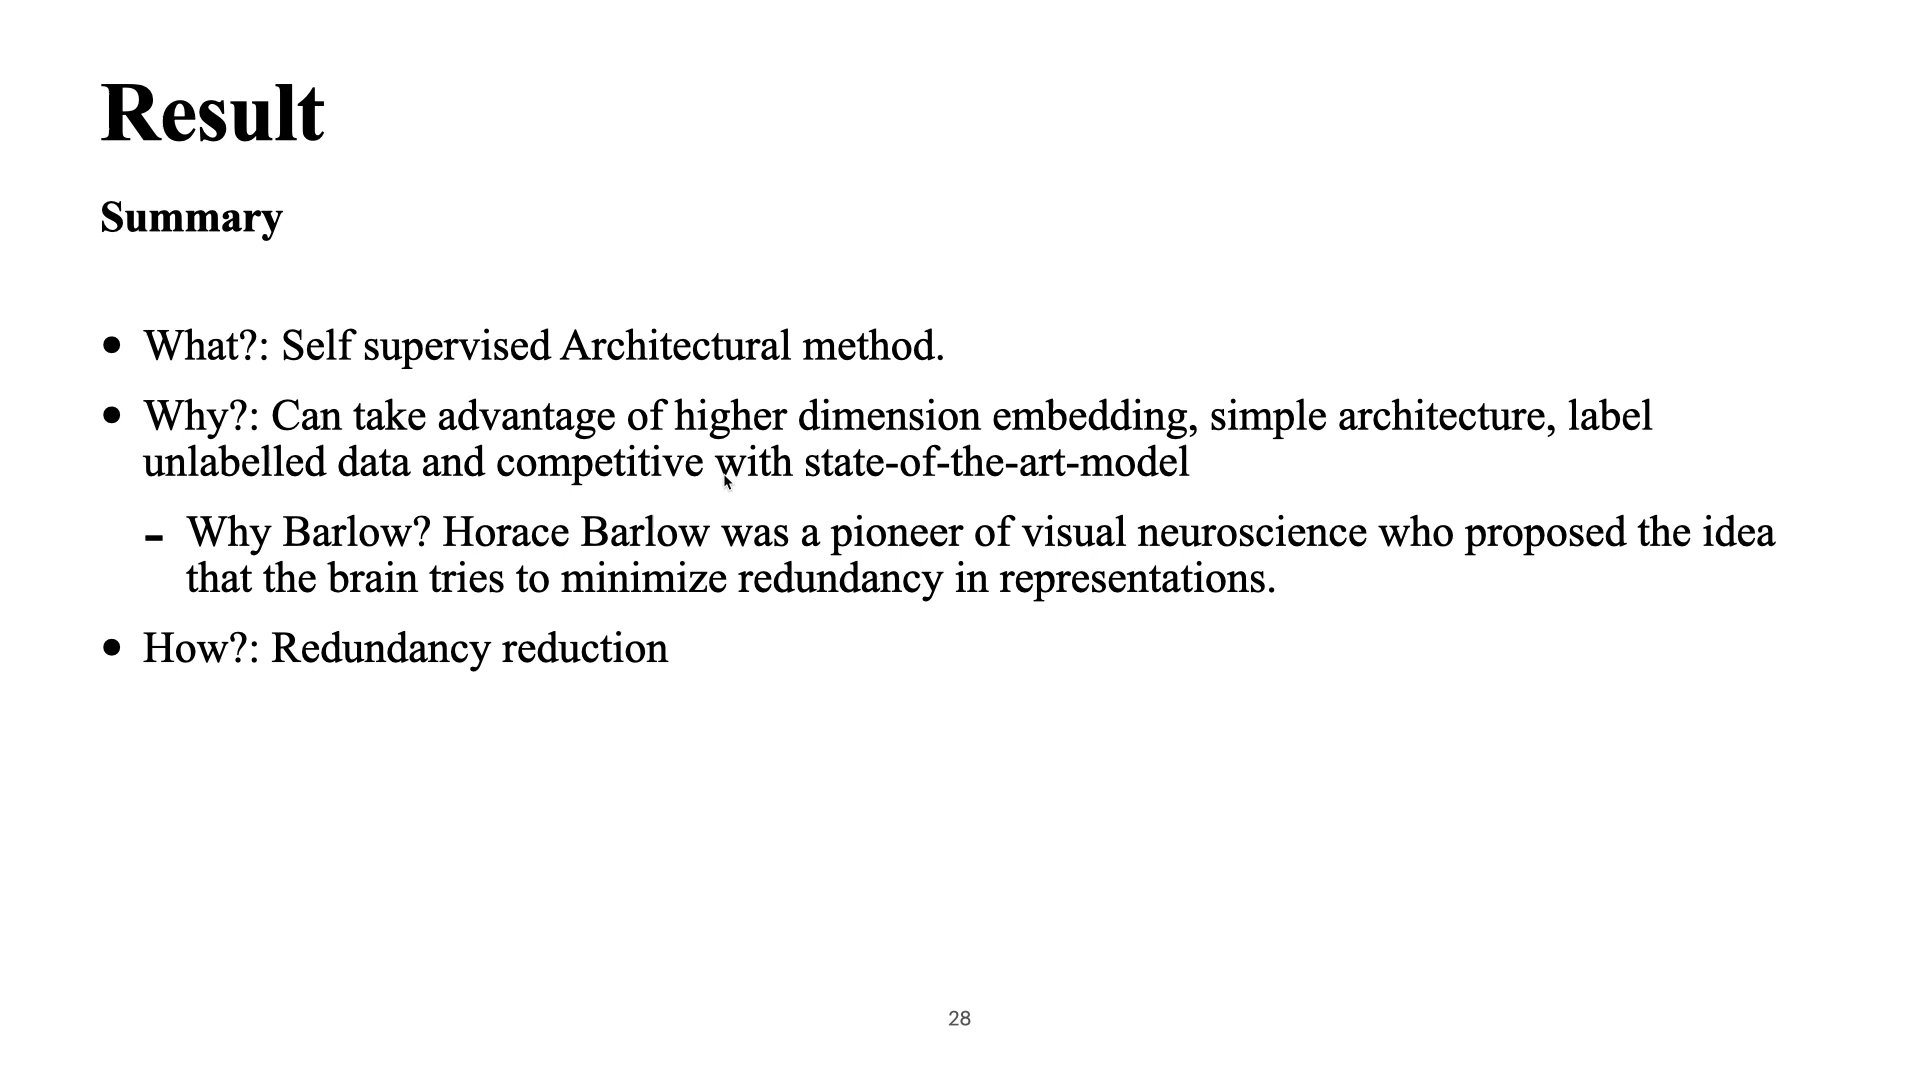 Result
Summary
• What?: Self supervised Architectural method.
• Why?: Can take advantage of higher dimension embedding, simple architecture, label
unlabelled data and competitive with state-of-the-art-model
- Why Barlow? Horace Barlow was a pioneer of visual neuroscience who proposed the idea
that the brain tries to minimize redundancy in representations.
• How?: Redundancy reduction
28